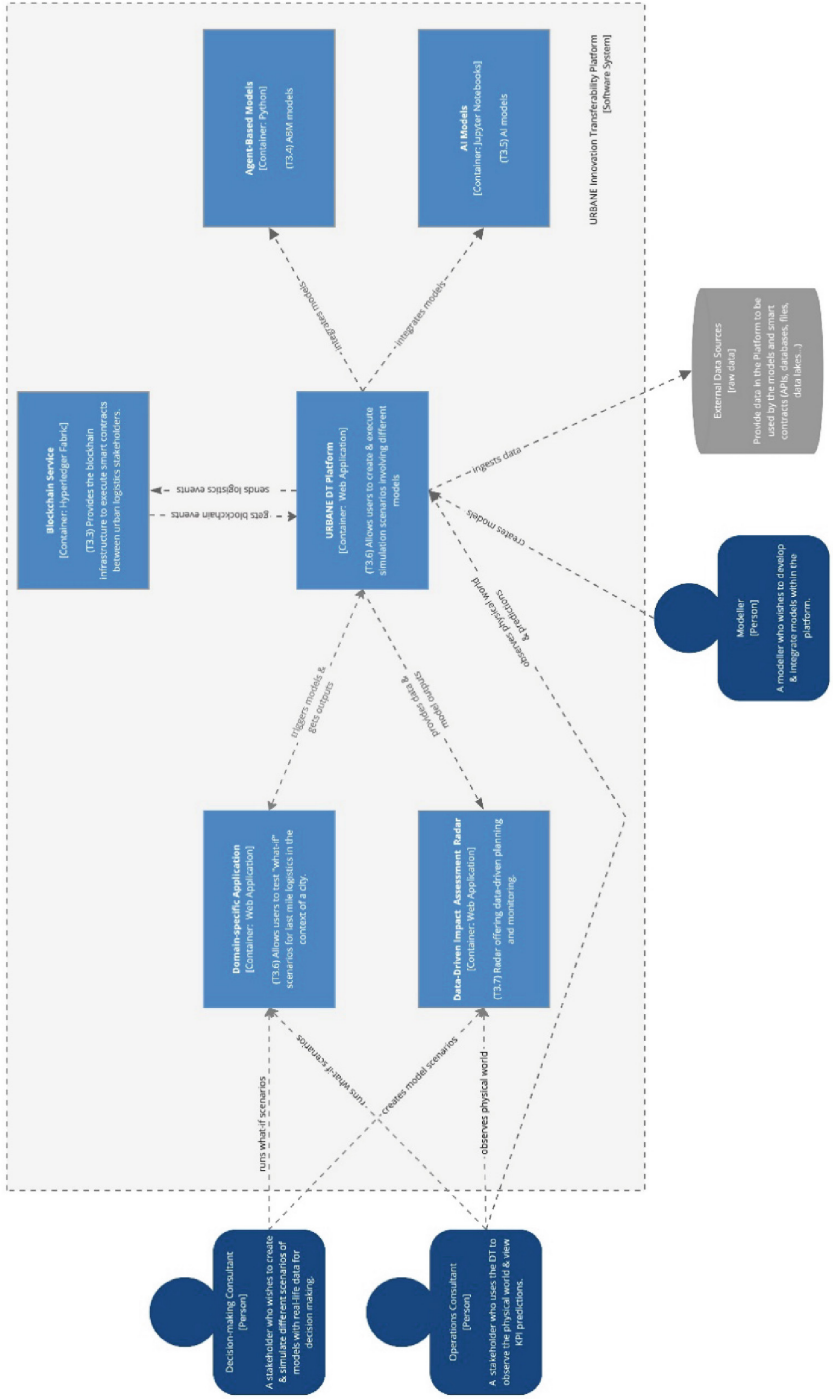 Decision-making Consultant
[Person]
A stakeholder who wishes to create
& simulate different scenarios of
models with real-life data for
decision making.
Operations Consultant
[Person]
A stakeholder who uses the DT to
observe the physical world & view
KPI predictions.
runs what-if scenarios
runs what-if scenarios
creates model scenarios
observes physical world
Domain-specific Application
[Container: Web Application]
(T3.6) Allows users to test "what-if"
scenarios for last mile logistics in the
context of a city.
Data-Driven Impact Assessment Radar
[Container: Web Application]
(T3.7) Radar offering data-driven planning
and monitoring.
triggers models &
gets outputs
provides data &
model outputs
observes physical world
& predictions
Blockchain Service
[Container: Hyperledger Fabric]
(T3.3) Provides the blockhain
infrastructure to execute smart contracts
between urban logistics stakeholders.
gets blockchain events
sends logistics events
URBANE DT Platform
[Container: Web Application]
(T3.6) Allows users to create & execute
simulation scenarios involving different
models
creates models
ingests data
integrates models
integrates models
Agent-Based Models
[Container: Python]
(T3.4) ABM models
AI Models
[Container: Jupyter Notebooks]
(T3.5) AI models
URBANE Innovation Transferability Platform
[Software System]
Modeller
[Person]
A modeller who wishes to develop
& integrate models within the
platform.
External Data Sources
[raw data]
Provide data in the Platform to be
used by the models and smart
contracts (APIs, databases, files,
data lakes...)